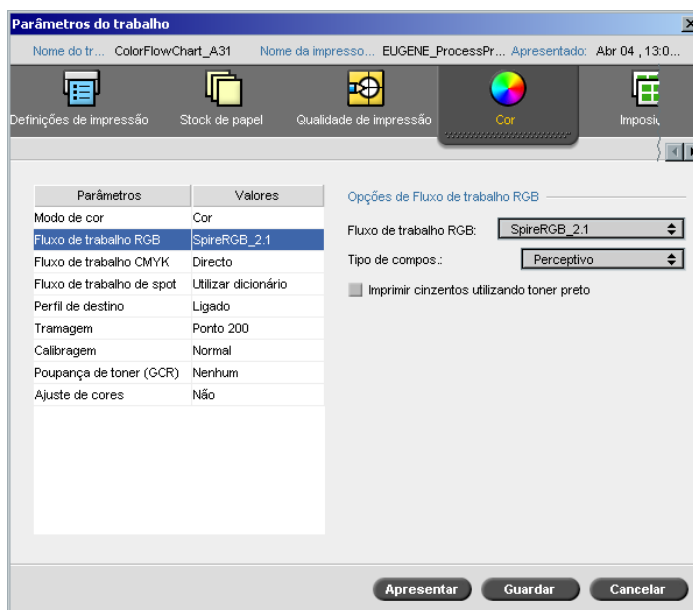 Parâmetros do trabalho
Nome do tr... ColorFlowChart_A31 Nome da impresso... EUGENE_ProcessPr... Apresentado: Abr 04 , 13:0...
Definições de impressão Stock de papel Qualidade de impressão Cor Imposiç
Parâmetros Valores
Modo de cor Cor
Fluxo de trabalho RGB SpireRGB_2.1
Fluxo de trabalho CMYK Directo
Fluxo de trabalho de spot Utilizar dicionário
Perfil de destino Ligado
Tramagem Ponto 200
Calibragem Normal
Poupança de toner (GCR) Nenhum
Ajuste de cores Não
Opções de Fluxo de trabalho RGB
Fluxo de trabalho RGB: SpireRGB_2.1
Tipo de compos.: Perceptivo
Imprimir cinzentos utilizando toner preto
Apresentar Guardar Cancelar